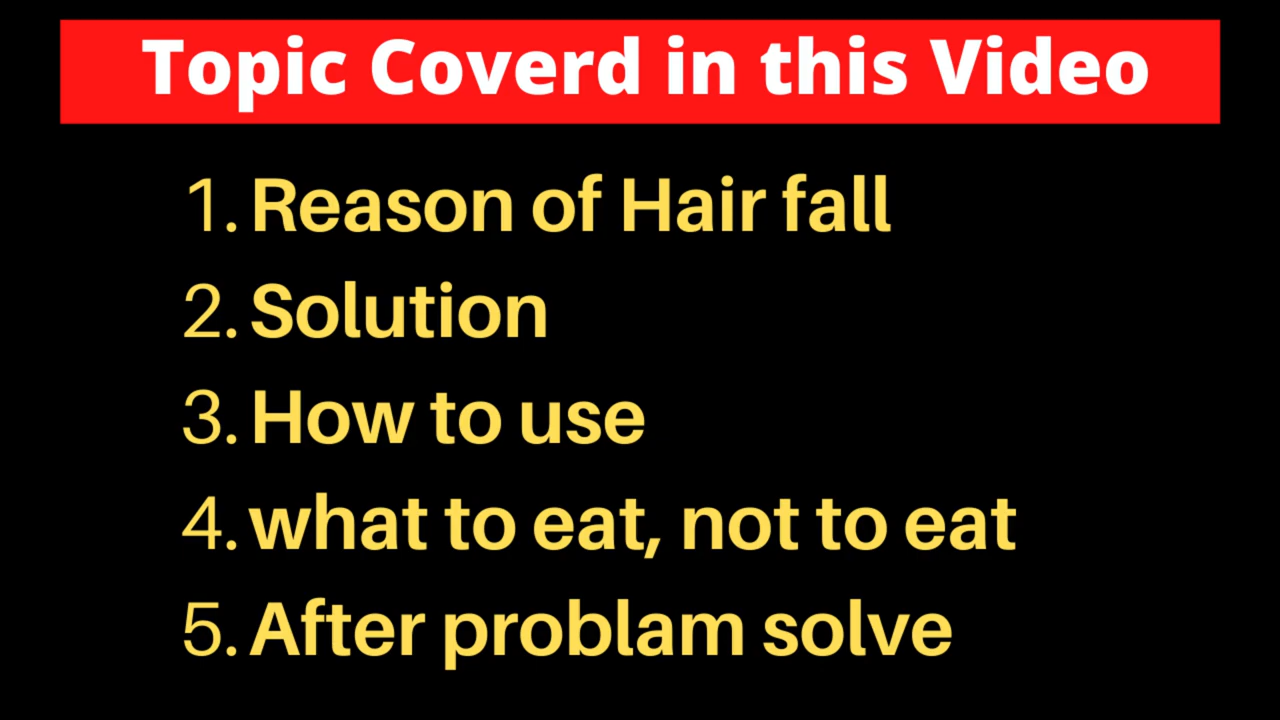 Topic Coverd in this Video
1. Reason of Hair fall
2. Solution
3. How to use
4. what to eat, not to eat
5. After problam solve